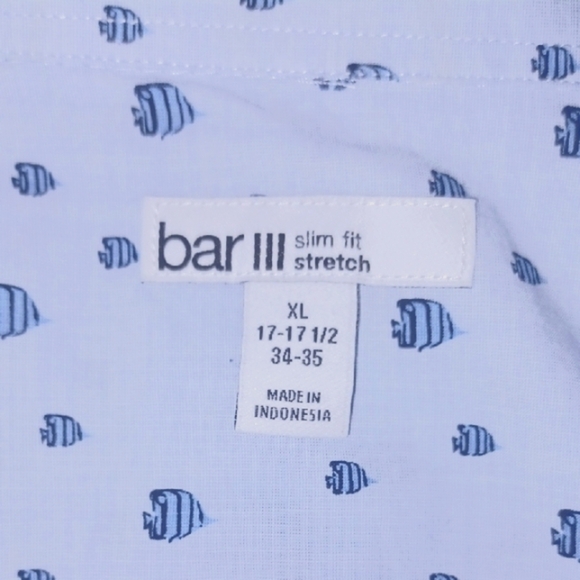 bar III slim fit
stretch
XL
17-17 1/2
34-35
MADE IN
INDONESIA